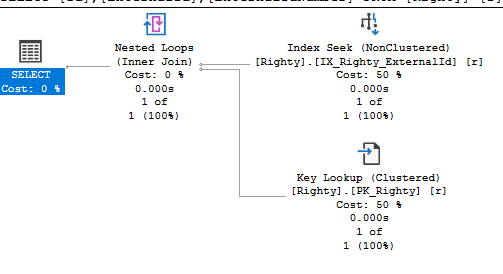 SELECT
Cost: 0 %
Nested Loops
(Inner Join)
Cost: 0 %
0.000s
1 of
1 (100%)
Index Seek (NonClustered)
[Righty].[IX_Righty_ExternalId] [r]
Cost: 50 %
0.000s
1 of
1 (100%)
Key Lookup (Clustered)
[Righty].[PK_Righty] [r]
Cost: 50 %
0.000s
1 of
1 (100%)